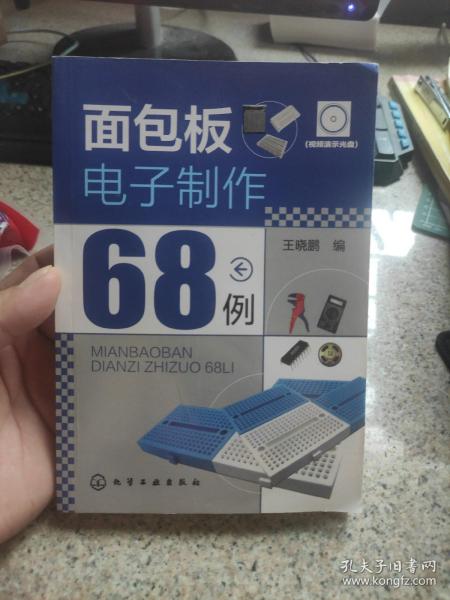 面包板
(视频演示光盘)
电子制作
王晓鹏 编
68例
MIANBAOBAN
DIANZI ZHIZUO 68LI
化学工业出版社
孔夫子旧书网
www.kongfz.com